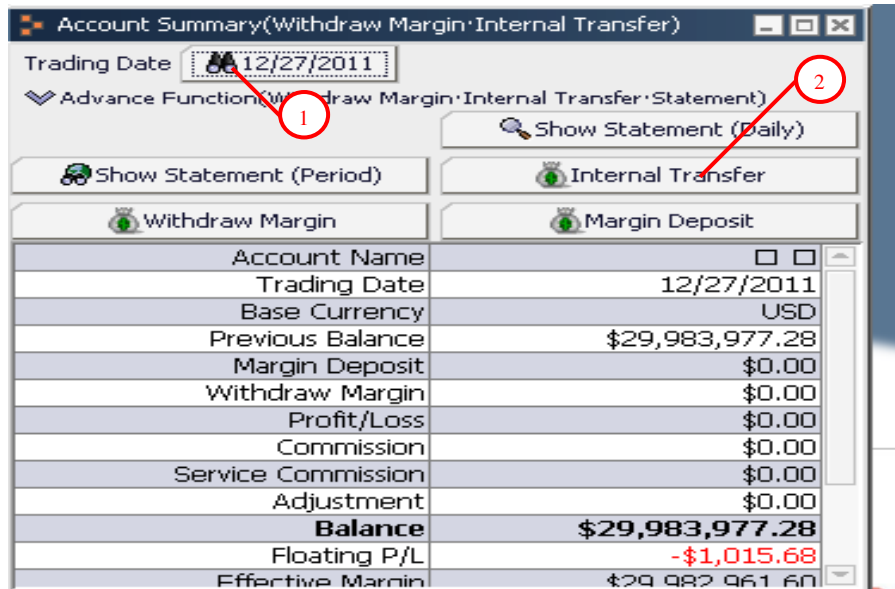 Account Summary(Withdraw Margin·Internal Transfer)
Trading Date 12/27/2011
2
Advance Function(Withdraw Margin·Internal Transfer·Statement)
1
Show Statement (Daily)
Show Statement (Period) Internal Transfer
Withdraw Margin Margin Deposit
Account Name
Trading Date 12/27/2011
Base Currency USD
Previous Balance $29,983,977.28
Margin Deposit $0.00
Withdraw Margin $0.00
Profit/Loss $0.00
Commission $0.00
Service Commission $0.00
Adjustment $0.00
Balance $29,983,977.28
Floating P/L -$1,015.68
Effective Margin $29,982,961.60